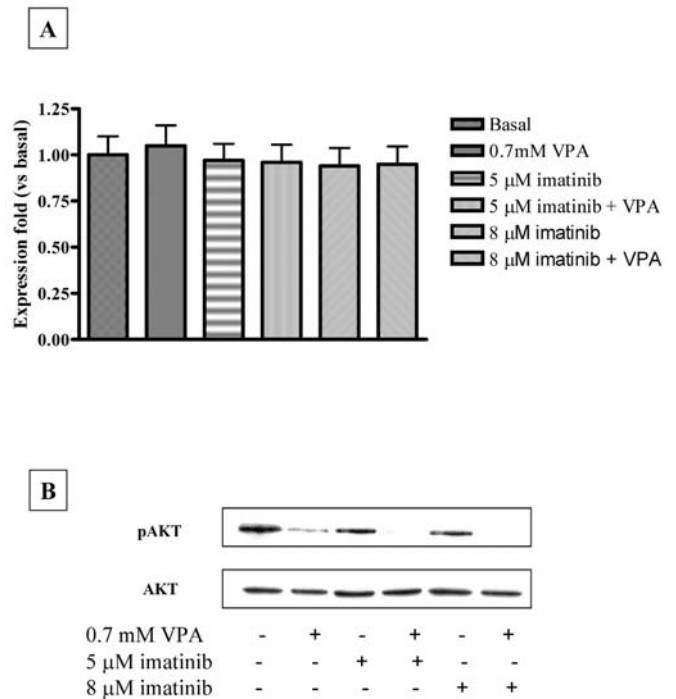 A
1.25
1.00
0.75
0.50
0.25
0.00
Expression fold (vs basal)
Basal
0.7mM VPA
5 μM imatinib
5 μM imatinib + VPA
8 μM imatinib
8 μM imatinib + VPA
B
pAKT
AKT
0.7 mM VPA - + - + - +
5 μM imatinib - - + + - -
8 μM imatinib - - - - + +